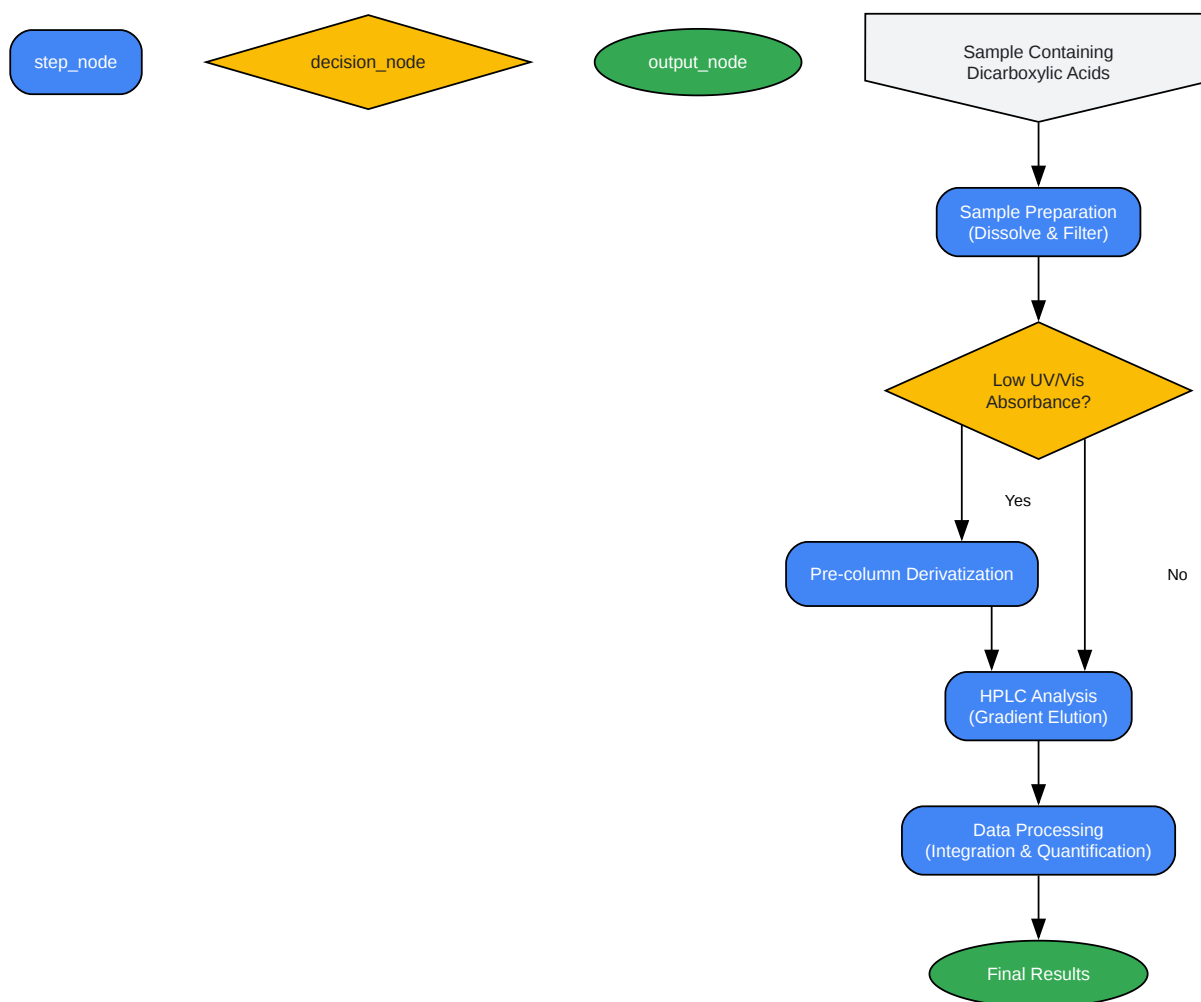 step_node
decision_node
output_node
Sample Containing
Dicarboxylic Acids
Sample Preparation
(Dissolve & Filter)
Low UV/Vis
Absorbance?
Yes
Pre-column Derivatization
No
HPLC Analysis
(Gradient Elution)
Data Processing
(Integration & Quantification)
Final Results